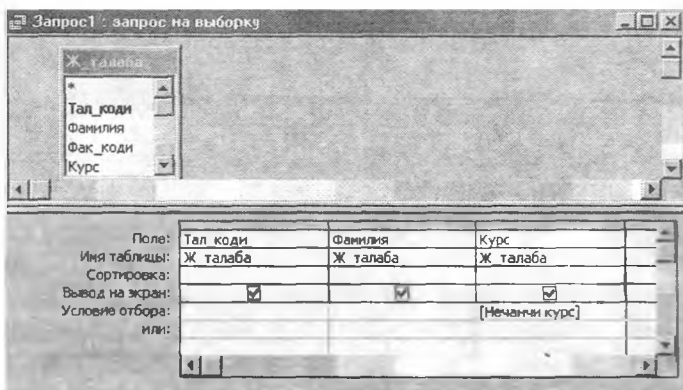 Запрос1 : запрос на выборку
Ж_талаба
*
Тал_коди
Фамилия
Фак_коди
Курс
Поле: Тал_коди Фамилия Курс
Имя таблицы: Ж_талаба Ж_талаба Ж_талаба
Сортировка:
Вывод на экран:
Условие отбора: [Нечанчи курс]
или: